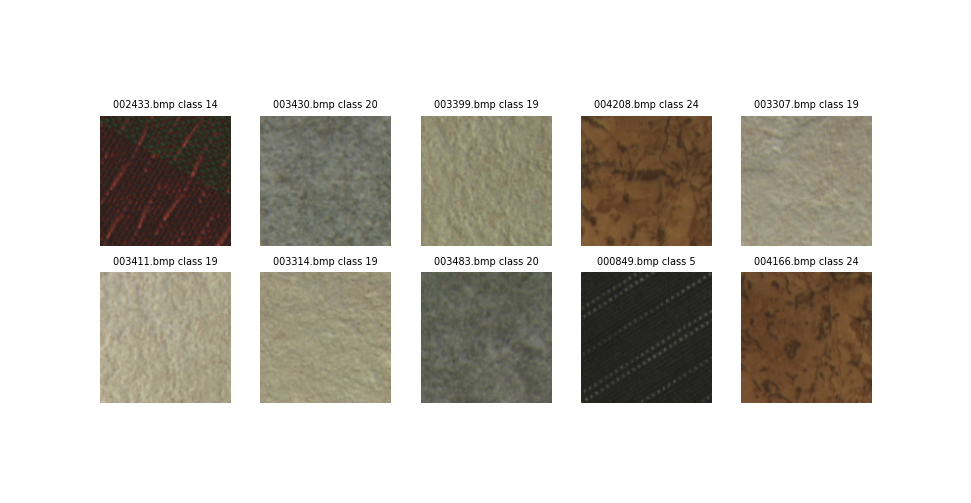 002433.bmp class 14
003430.bmp class 20
003399.bmp class 19
004208.bmp class 24
003307.bmp class 19
003411.bmp class 19
003314.bmp class 19
003483.bmp class 20
000849.bmp class 5
004166.bmp class 24